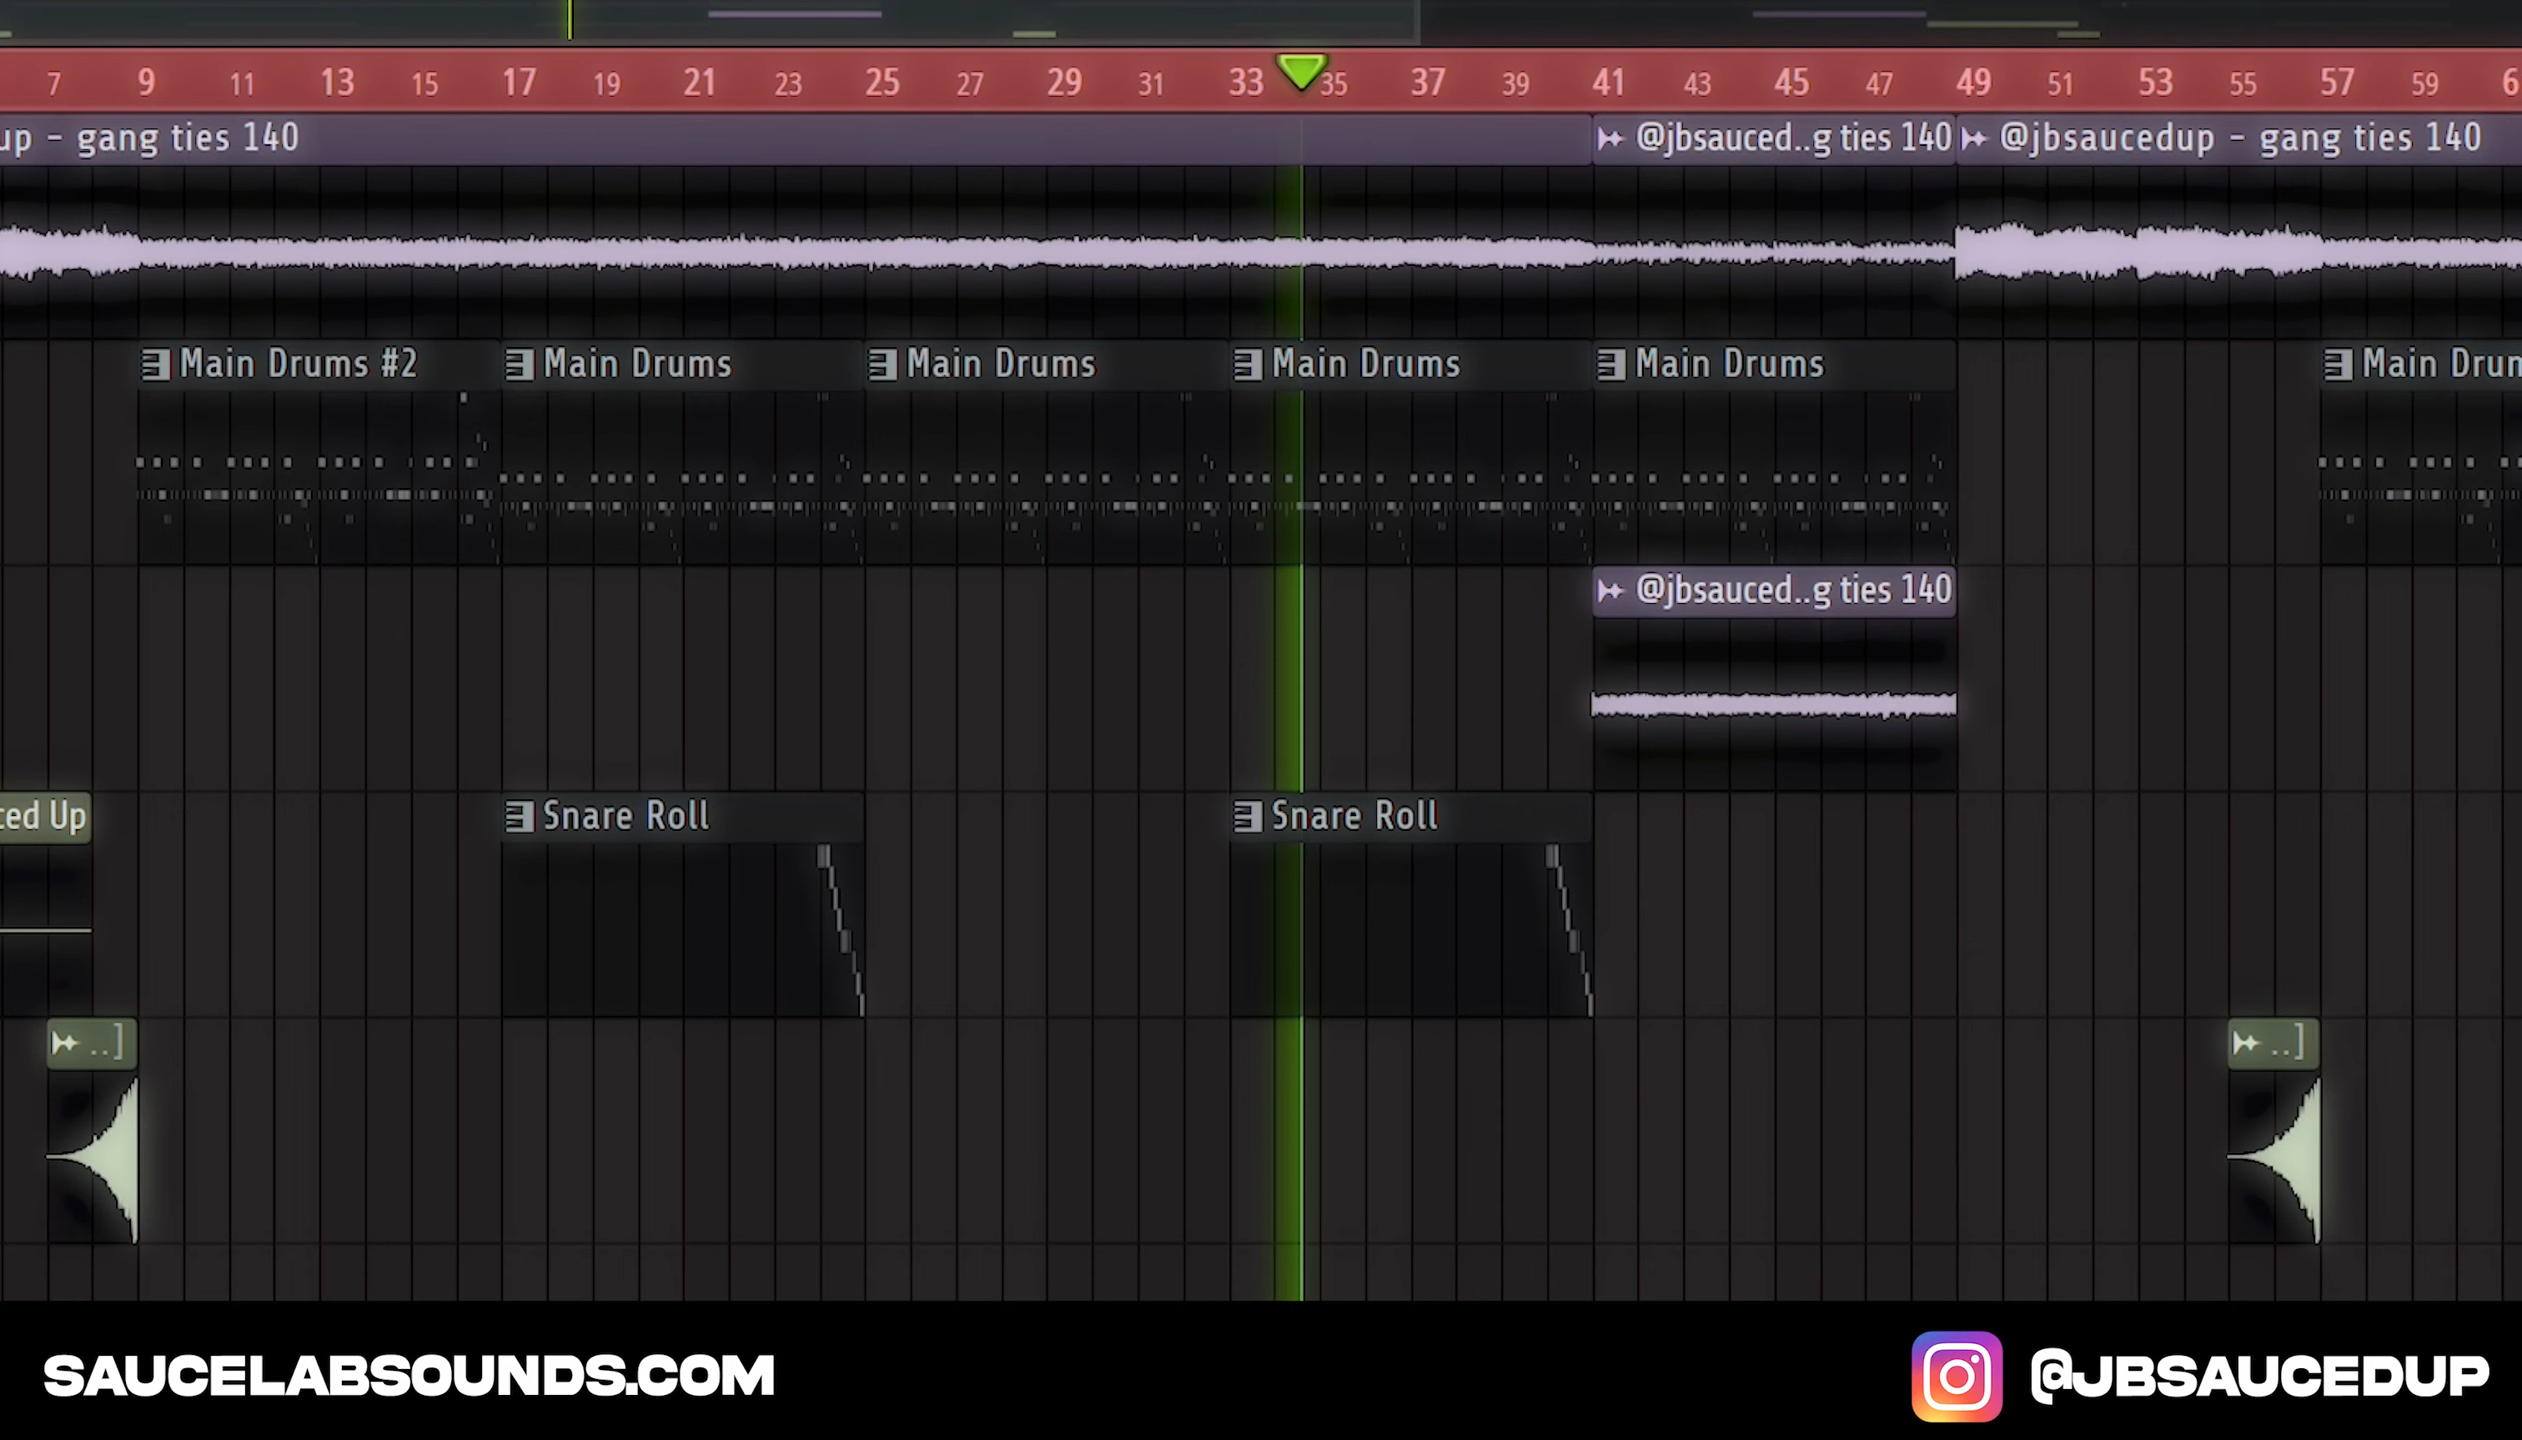 7 9 11 13 15 17 19 21 23 25 27 29 31 33 35 37 39 41 43 45 47 49 51 53 55 57 59 6
up - gang ties 140 @jbsauced..g ties 140 @jbsaucedup - gang ties 140
Main Drums #2 Main Drums Main Drums Main Drums Main Drums Main Drum
@jbsauced..g ties 140
ced Up Snare Roll Snare Roll
..] ..]
SAUCELABSOUNDS.COM @JBSAUCEDUP